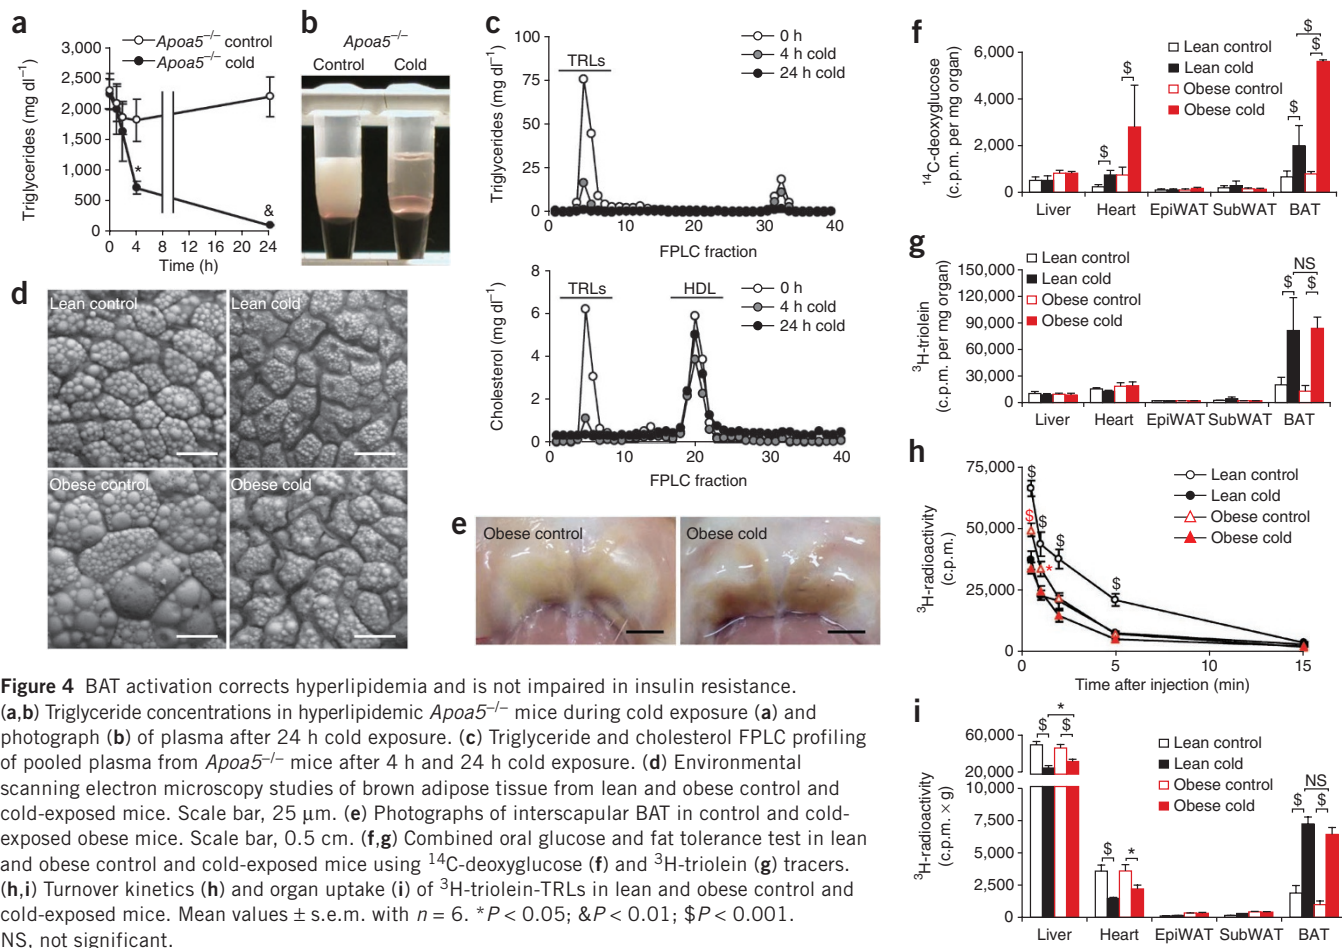 a
Triglycerides (mg dl⁻¹)
3,000
2,500
2,000
1,500
1,000
500
0
Apoa5⁻/⁻ control
Apoa5⁻/⁻ cold
*
&
0 4 8 12 16 20 24
Time (h)
b
Apoa5⁻/⁻
Control Cold
c
Triglycerides (mg dl⁻¹)
100
75
50
25
0
TRLs
0 h
4 h cold
24 h cold
0 10 20 30 40
FPLC fraction
Cholesterol (mg dl⁻¹)
8
6
4
2
0
TRLs
HDL
0 h
4 h cold
24 h cold
0 10 20 30 40
FPLC fraction
d
Lean control
Lean cold
Obese control
Obese cold
e
Obese control
Obese cold
f
¹⁴C-deoxyglucose
(c.p.m. per mg organ)
6,000
4,000
2,000
0
Lean control
Lean cold
Obese control
Obese cold
$ $ $ $ $
Liver Heart EpiWAT SubWAT BAT
g
³H-triolein
(c.p.m. per mg organ)
150,000
120,000
90,000
60,000
30,000
0
Lean control
Lean cold
Obese control
Obese cold
NS
$ $
Liver Heart EpiWAT SubWAT BAT
h
³H-radioactivity
(c.p.m.)
75,000
50,000
25,000
0
Lean control
Lean cold
Obese control
Obese cold
$
$ $
$
*
$
0 5 10 15
Time after injection (min)
i
³H-radioactivity
(c.p.m. × g)
60,000
20,000
10,000
7,500
5,000
2,500
0
Lean control
Lean cold
Obese control
Obese cold
*
$ $
$ *
NS
$ $
Liver Heart EpiWAT SubWAT BAT
Figure 4 BAT activation corrects hyperlipidemia and is not impaired in insulin resistance.
(a,b) Triglyceride concentrations in hyperlipidemic Apoa5⁻/⁻ mice during cold exposure (a) and
photograph (b) of plasma after 24 h cold exposure. (c) Triglyceride and cholesterol FPLC profiling
of pooled plasma from Apoa5⁻/⁻ mice after 4 h and 24 h cold exposure. (d) Environmental
scanning electron microscopy studies of brown adipose tissue from lean and obese control and
cold-exposed mice. Scale bar, 25 μm. (e) Photographs of interscapular BAT in control and cold-
exposed obese mice. Scale bar, 0.5 cm. (f,g) Combined oral glucose and fat tolerance test in lean
and obese control and cold-exposed mice using ¹⁴C-deoxyglucose (f) and ³H-triolein (g) tracers.
(h,i) Turnover kinetics (h) and organ uptake (i) of ³H-triolein-TRLs in lean and obese control and
cold-exposed mice. Mean values ± s.e.m. with n = 6. *P < 0.05; &P < 0.01; $P < 0.001.
NS, not significant.